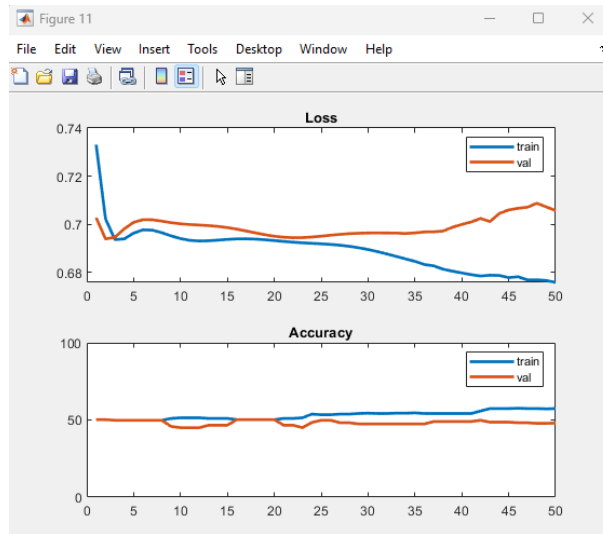 Figure 11
File Edit View Insert Tools Desktop Window Help
Loss
0.74
0.72
0.7
0.68
train
val
0 5 10 15 20 25 30 35 40 45 50
Accuracy
100
50
0
train
val
0 5 10 15 20 25 30 35 40 45 50